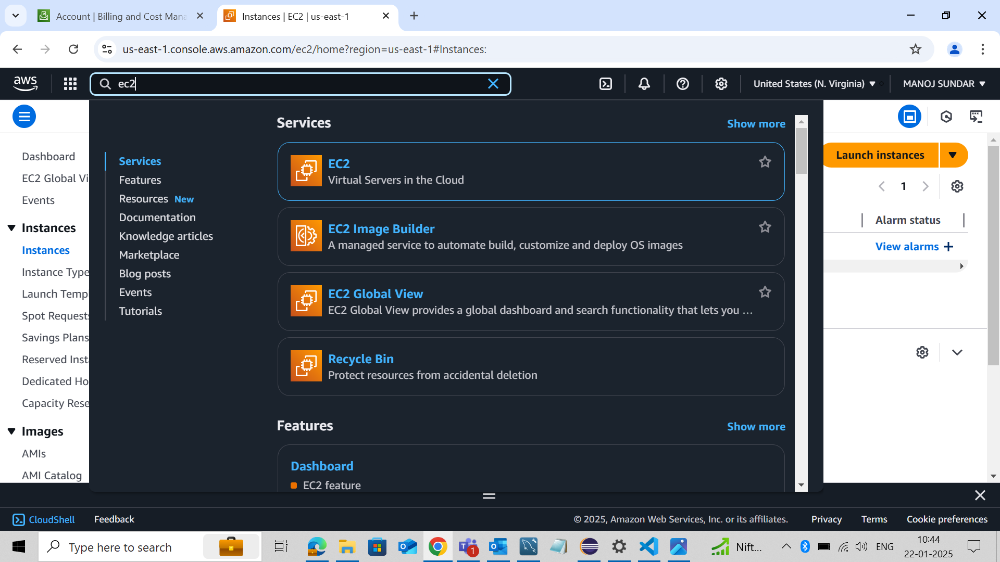 Account | Billing and Cost Mana
Instances | EC2 | us-east-1
us-east-1.console.aws.amazon.com/ec2/home?region=us-east-1#Instances:
aws
ec2
United States (N. Virginia)
MANOJ SUNDAR
Services
Show more
Services
Features
Resources New
Documentation
Knowledge articles
Marketplace
Blog posts
Events
Tutorials
EC2
Virtual Servers in the Cloud
EC2 Image Builder
A managed service to automate build, customize and deploy OS images
EC2 Global View
EC2 Global View provides a global dashboard and search functionality that lets you ...
Recycle Bin
Protect resources from accidental deletion
Features
Show more
Dashboard
EC2 feature
Dashboard
EC2 Global Vi
Events
Instances
Instances
Instance Type
Launch Templ
Spot Requests
Savings Plans
Reserved Inst
Dedicated Ho
Capacity Rese
Images
AMIs
AMI Catalog
Launch instances
1
Alarm status
View alarms
CloudShell
Feedback
© 2025, Amazon Web Services, Inc. or its affiliates.
Privacy
Terms
Cookie preferences
Type here to search
1
Nift...
ENG
10:44
22-01-2025